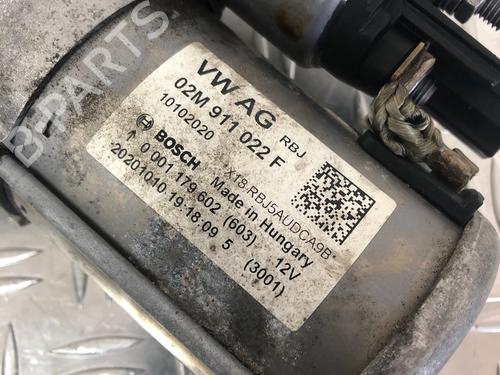 B-PARTS
VW AG RBJ
02M 911 022 F
10102020 X18-RBJ5AUDCA9B
BOSCH Made in Hungary
0 001 179 602 (603) 12V
20201010 19:18:09 5 (3001)